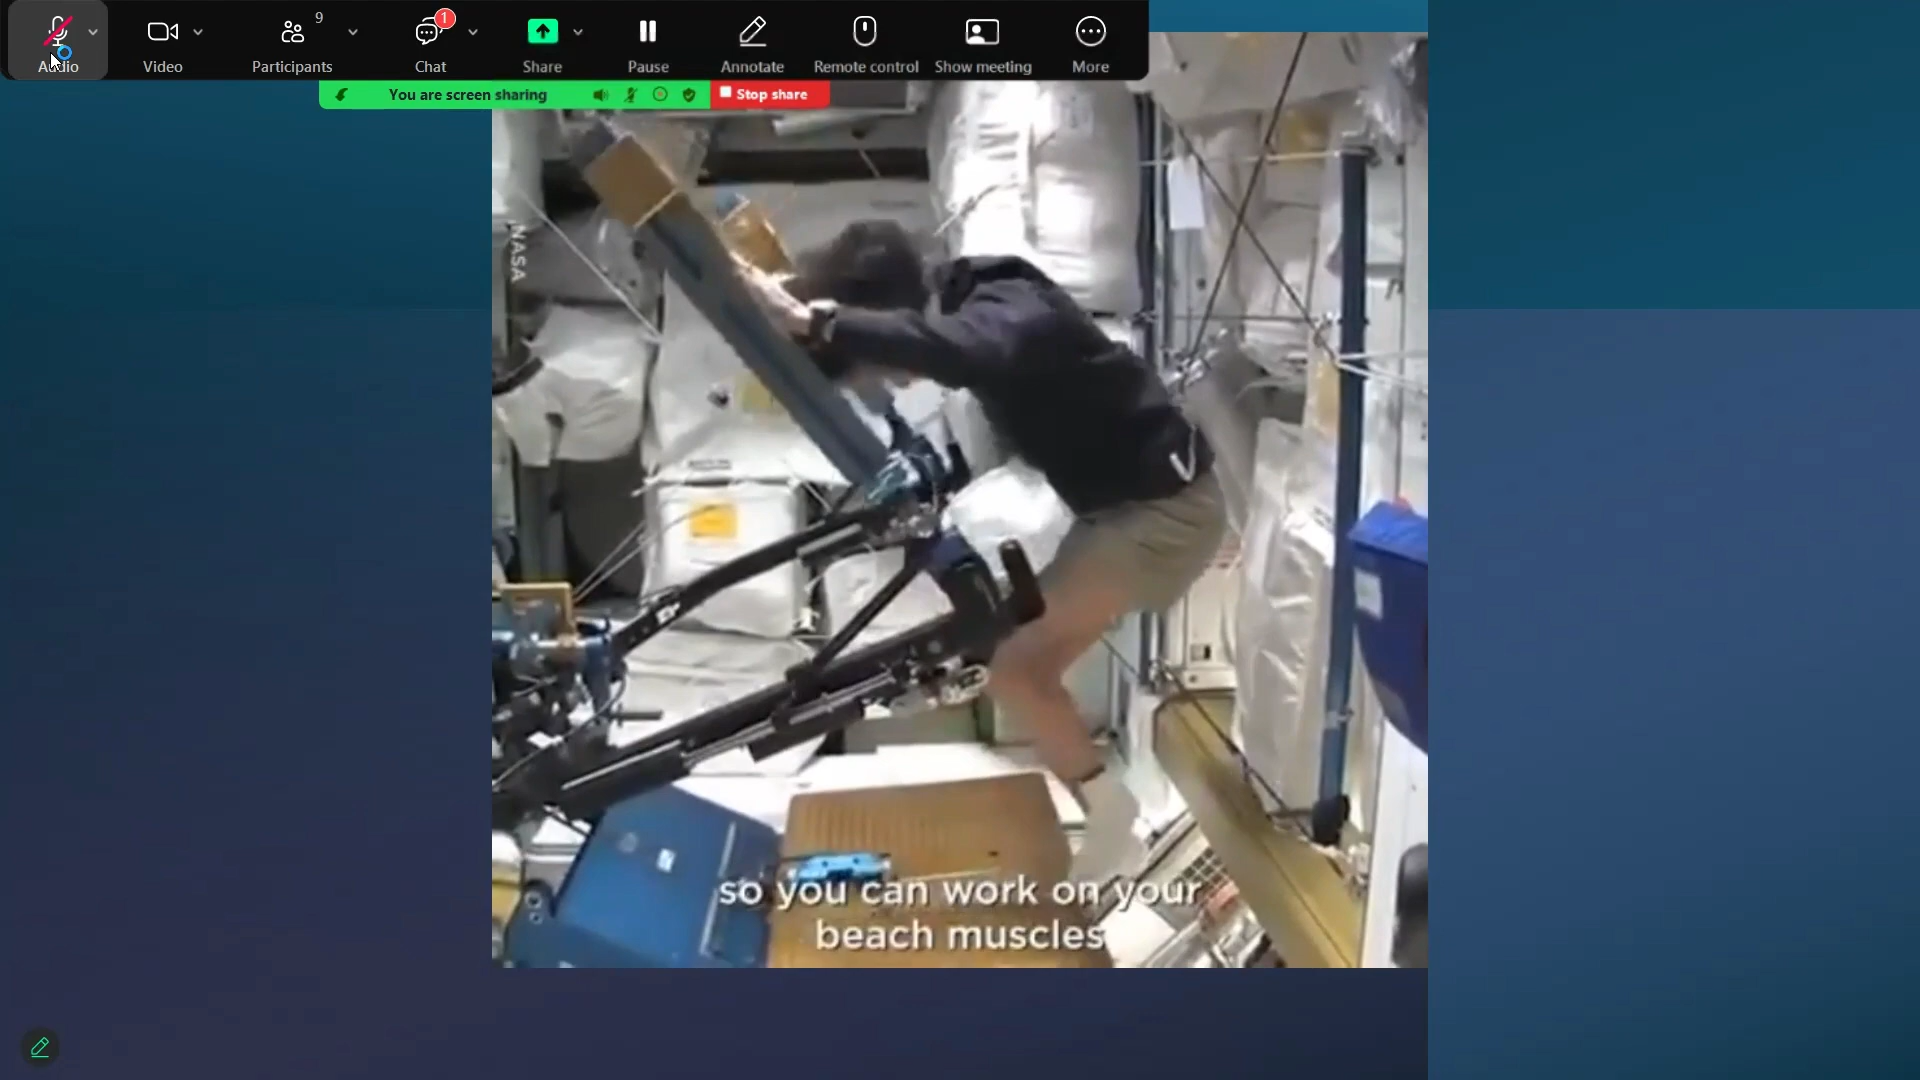 9
1
Audio
Video
Participants
Chat
Share
Pause
Annotate
Remote control
Show meeting
More
You are screen sharing
Stop share
NASA
so you can work on your
beach muscles